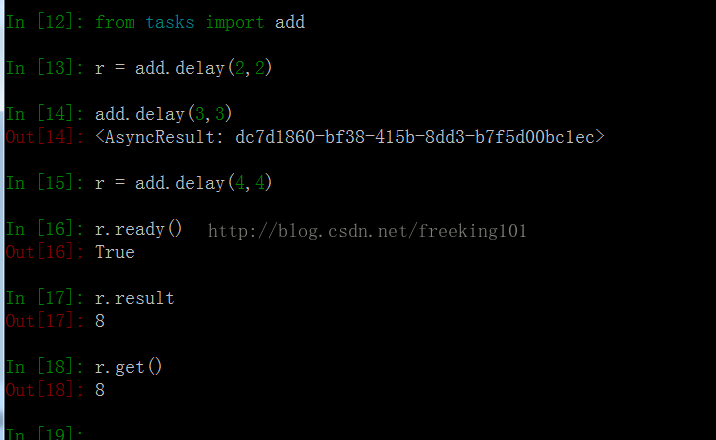 In [12]: from tasks import add
In [13]: r = add.delay(2,2)
In [14]: add.delay(3,3)
Out[14]: <AsyncResult: dc7d1860-bf38-415b-8dd3-b7f5d00bc1ec>
In [15]: r = add.delay(4,4)
In [16]: r.ready() http://blog.csdn.net/freeking101
Out[16]: True
In [17]: r.result
Out[17]: 8
In [18]: r.get()
Out[18]: 8
In [19]: